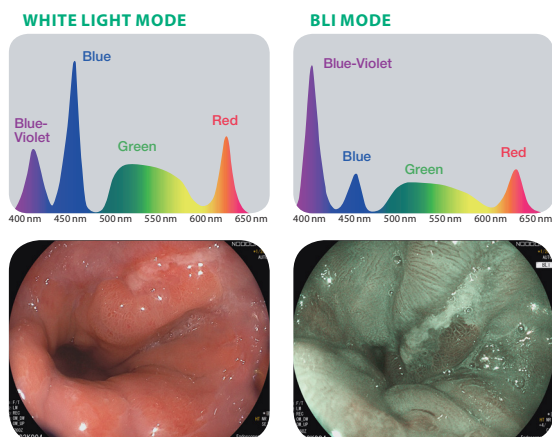 WHITE LIGHT MODE
Blue
Blue-
Violet
Green
Red
400 nm 450 nm 500 nm 550 nm 600 nm 650 nm
BLI MODE
Blue-Violet
Blue
Green
Red
400 nm 450 nm 500 nm 550 nm 600 nm 650 nm
BLI